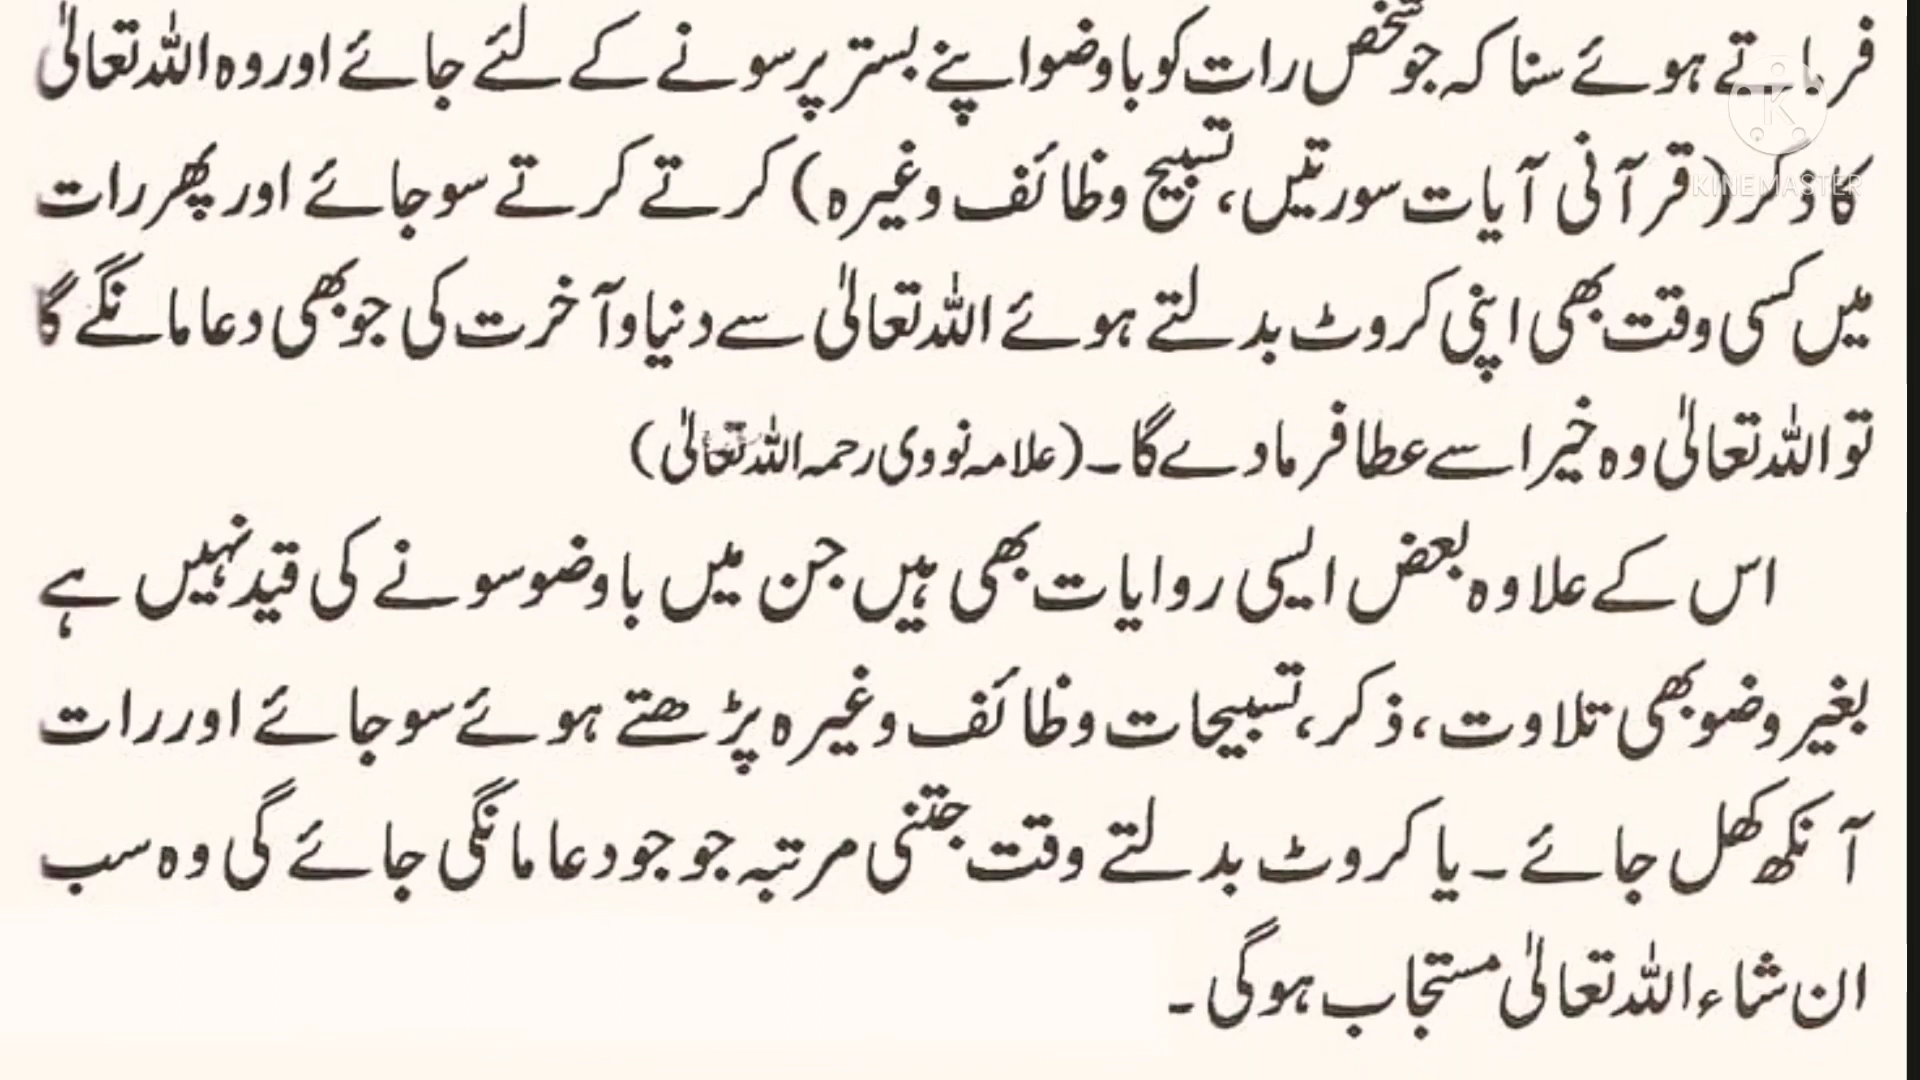 فرماتے ہوئے سنا کہ جو شخص رات کو باوضو اپنے بستر پر سونے کے لئے جائے اور وہ اللہ تعالیٰ
کا ذکر (قرآنی آیات سورتیں، تسبیح وظائف وغیرہ) کرتے کرتے سو جائے اور پھر رات
میں کسی وقت بھی اپنی کروٹ بدلتے ہوئے اللہ تعالیٰ سے دنیا و آخرت کی جو بھی دعا مانگے گا
تو اللہ تعالیٰ وہ خیر اسے عطا فرما دے گا۔ (علامہ نووی رحمہ اللہ تعالیٰ)
اس کے علاوہ بعض ایسی روایات بھی ہیں جن میں باوضو سونے کی قید نہیں ہے
بغیر وضو بھی تلاوت، ذکر، تسبیحات وظائف وغیرہ پڑھتے ہوئے سو جائے اور رات
آنکھ کھل جائے۔ یا کروٹ بدلتے وقت جتنی مرتبہ جو جو دعا مانگی جائے گی وہ سب
ان شاء اللہ تعالیٰ مستجاب ہوگی۔
KINEMASTER